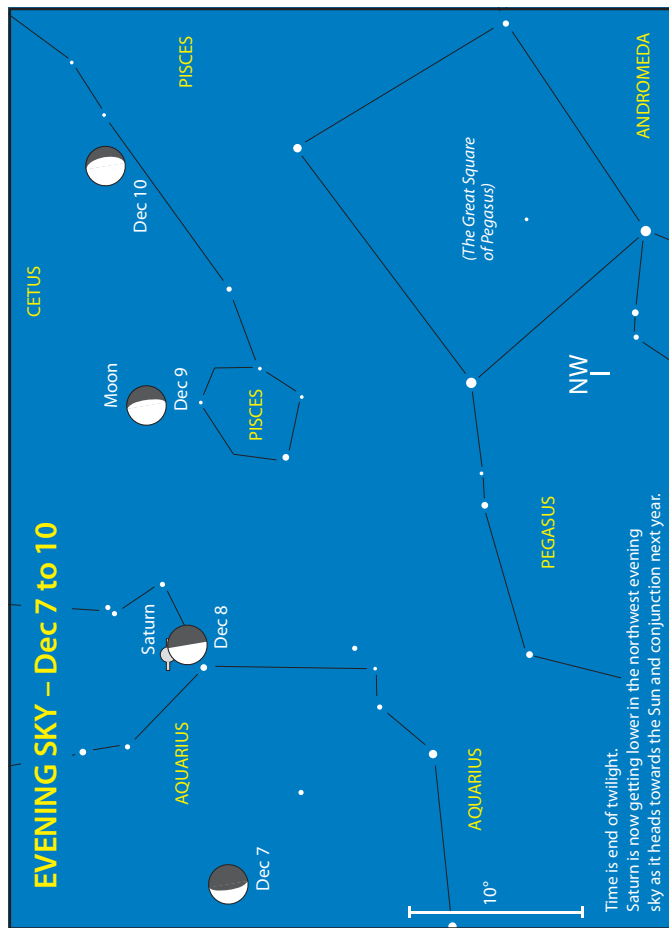 EVENING SKY – Dec 7 to 10
CETUS
PISCES
Moon
Dec 9
Dec 10
Saturn
Dec 8
AQUARIUS
Dec 7
PISCES
(The Great Square
of Pegasus)
AQUARIUS
PEGASUS
NW
ANDROMEDA
10°
Time is end of twilight.
Saturn is now getting lower in the northwest evening
sky as it heads towards the Sun and conjunction next year.